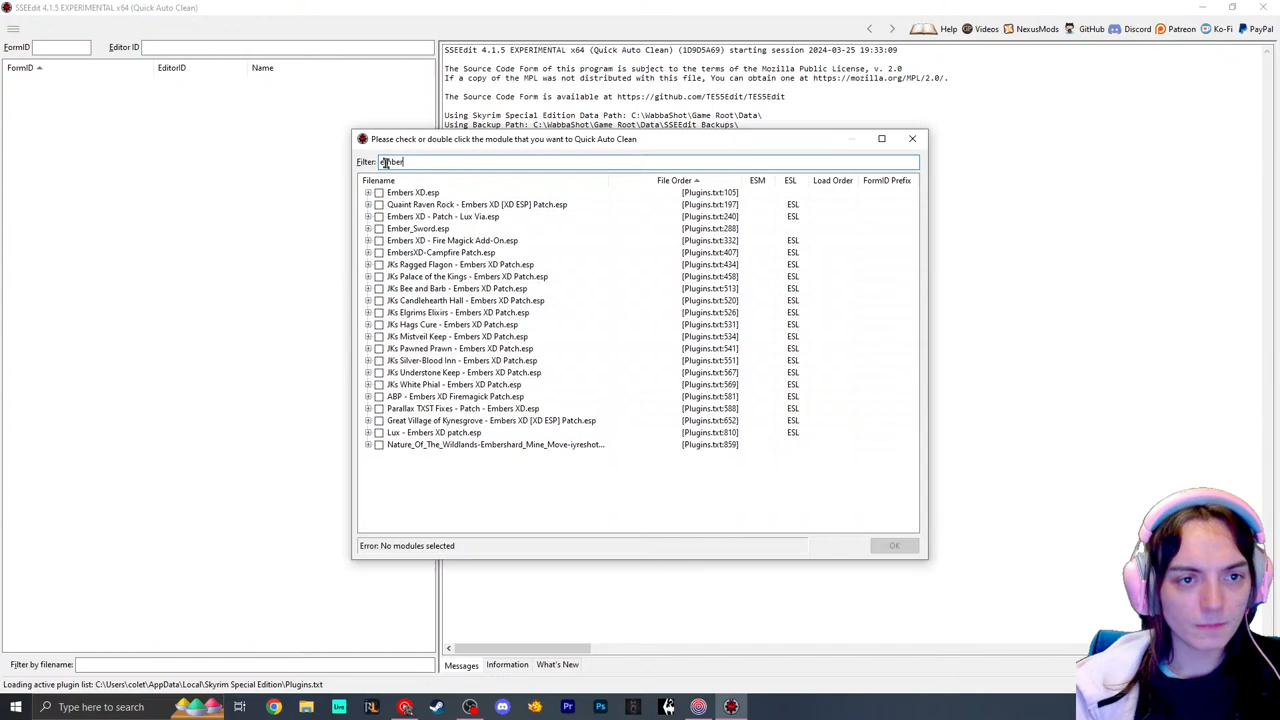 SSEEdit 4.1.5 EXPERIMENTAL x64 (Quick Auto Clean)
Help Videos NexusMods GitHub Discord Patreon Ko-Fi PayPal
FormID Editor ID
FormID EditorID Name
SSEEdit 4.1.5 EXPERIMENTAL x64 (Quick Auto Clean) (1D9D5A69) starting session 2024-03-25 19:33:09
The Source Code Form of this program is subject to the terms of the Mozilla Public License, v. 2.0
If a copy of the MPL was not distributed with this file, You can obtain one at https://mozilla.org/MPL/2.0/.
The Source Code Form is available at https://github.com/TES5Edit/TES5Edit
Using Skyrim Special Edition Data Path: C:\WabbaShot\Game Root\Data\
Using Backup Path: C:\WabbaShot\Game Root\Data\SSEEdit Backups\
Please check or double click the module that you want to Quick Auto Clean
Filter: ember
Filename File Order ESM ESL Load Order FormID Prefix
Embers XD.esp [Plugins.txt:105]
Quaint Raven Rock - Embers XD [XD ESP] Patch.esp [Plugins.txt:197] ESL
Embers XD - Patch - Lux Via.esp [Plugins.txt:240] ESL
Ember_Sword.esp [Plugins.txt:288]
Embers XD - Fire Magick Add-On.esp [Plugins.txt:332] ESL
EmbersXD-Campfire Patch.esp [Plugins.txt:407] ESL
JKs Ragged Flagon - Embers XD Patch.esp [Plugins.txt:434] ESL
JKs Palace of the Kings - Embers XD Patch.esp [Plugins.txt:458] ESL
JKs Bee and Barb - Embers XD Patch.esp [Plugins.txt:513] ESL
JKs Candlehearth Hall - Embers XD Patch.esp [Plugins.txt:520] ESL
JKs Elgrims Elixirs - Embers XD Patch.esp [Plugins.txt:526] ESL
JKs Hags Cure - Embers XD Patch.esp [Plugins.txt:531] ESL
JKs Mistveil Keep - Embers XD Patch.esp [Plugins.txt:534] ESL
JKs Pawned Prawn - Embers XD Patch.esp [Plugins.txt:541] ESL
JKs Silver-Blood Inn - Embers XD Patch.esp [Plugins.txt:551] ESL
JKs Understone Keep - Embers XD Patch.esp [Plugins.txt:567] ESL
JKs White Phial - Embers XD Patch.esp [Plugins.txt:569] ESL
ABP - Embers XD Firemagick Patch.esp [Plugins.txt:581] ESL
Parallax TXST Fixes - Patch - Embers XD.esp [Plugins.txt:588] ESL
Great Village of Kynesgrove - Embers XD [XD ESP] Patch.esp [Plugins.txt:652] ESL
Lux - Embers XD patch.esp [Plugins.txt:810] ESL
Nature_Of_The_Wildlands-Embershard_Mine_Move-iyreshot... [Plugins.txt:859]
Error: No modules selected OK
Filter by filename: Messages Information What's New
Loading active plugin list: C:\Users\colet\AppData\Local\Skyrim Special Edition\Plugins.txt
Type here to search
Live
Pr
Ps